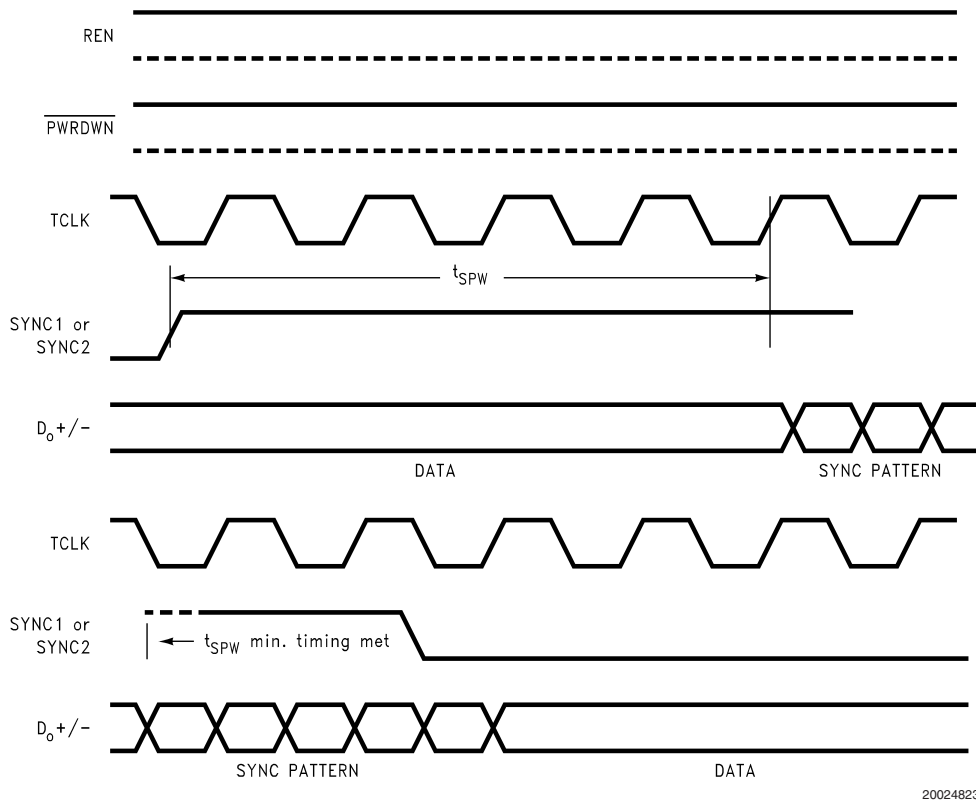 REN
PWRDWN
TCLK
tSPW
SYNC1 or
SYNC2
Do+/-
DATA
SYNC PATTERN
TCLK
SYNC1 or
SYNC2
tSPW min. timing met
Do+/-
SYNC PATTERN
DATA
20024823